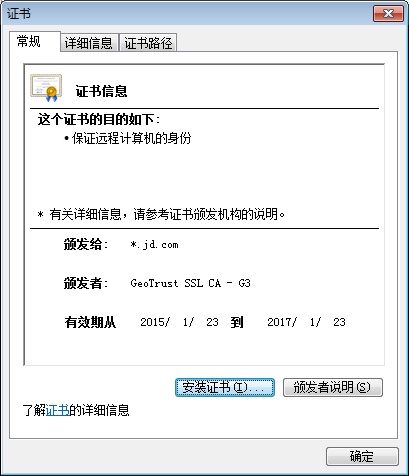 证书
常规 详细信息 证书路径
证书信息
这个证书的目的如下:
•保证远程计算机的身份
* 有关详细信息，请参考证书颁发机构的说明。
颁发给: *.jd.com
颁发者: GeoTrust SSL CA - G3
有效期从 2015/ 1/ 23 到 2017/ 1/ 23
安装证书(I)... 颁发者说明(S)
了解证书的详细信息
确定